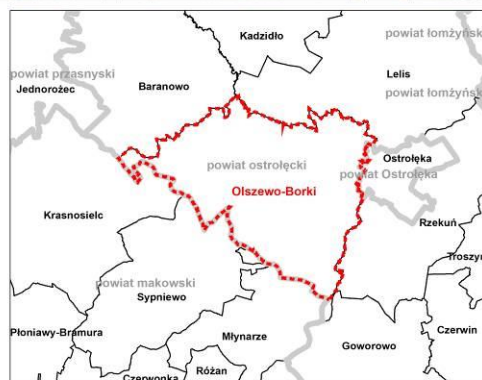 Kadzidło
powiat łomżyński
powiat przasnyski
Lelis
Jednorożec
Baranowo
powiat łomżyński
Ostrołęka
powiat ostrołęcki
powiat Ostrołęka
Olszewo-Borki
Krasnosielc
Rzekuń
Troszyn
powiat makowski
Sypniewo
Płoniawy-Bramura
Młynarze
Czerwin
Goworowo
Różan
Czerwonka